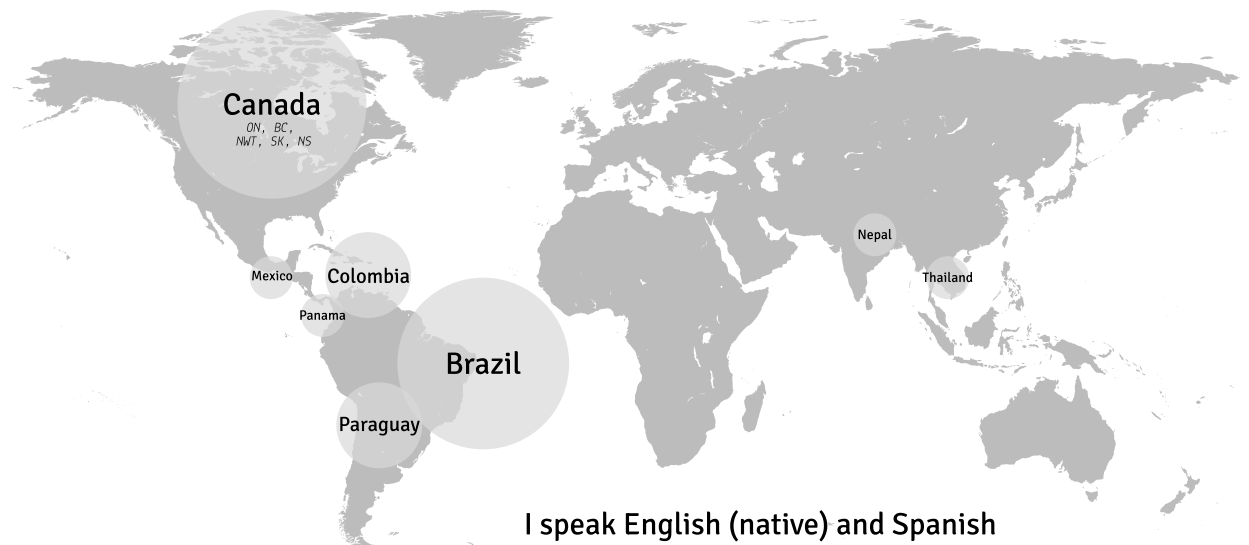 Canada
ON, BC,
NWT, SK, NS
Nepal
Mexico
Colombia
Thailand
Panama
Brazil
Paraguay
I speak English (native) and Spanish